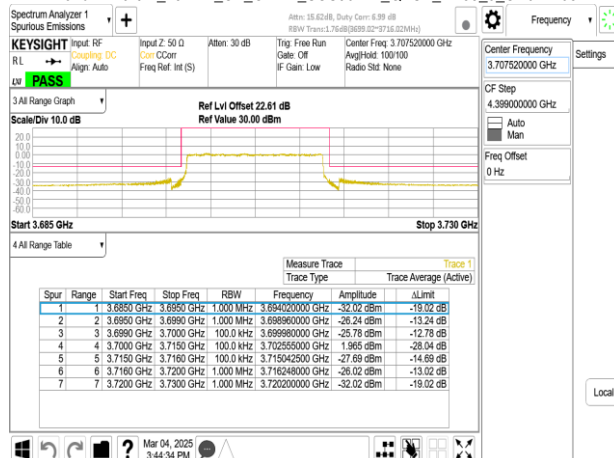 Spectrum Analyzer 1
Spurious Emissions
Attn: 15.62dB, Duty Corr: 6.99 dB
RBW Trans:1.76dB(3699.02~3716.02MHz)
Frequency
KEYSIGHT
RL
PASS
Input: RF
Coupling: DC
Align: Auto
Input Z: 50 Ω
Corr CCorr
Freq Ref: Int (S)
Atten: 30 dB
Trig: Free Run
Gate: Off
IF Gain: Low
Center Freq: 3.707520000 GHz
Avg|Hold: 100/100
Radio Std: None
Center Frequency
3.707520000 GHz
Settings
CF Step
4.399000000 GHz
Auto
Man
Freq Offset
0 Hz
3 All Range Graph
Scale/Div 10.0 dB
Ref Lvl Offset 22.61 dB
Ref Value 30.00 dBm
20.0
10.0
0.00
-10.0
-20.0
-30.0
-40.0
-50.0
-60.0
Start 3.685 GHz
Stop 3.730 GHz
4 All Range Table
Measure Trace Trace 1
Trace Type Trace Average (Active)
Spur Range Start Freq Stop Freq RBW Frequency Amplitude ΔLimit
1 1 3.6850 GHz 3.6950 GHz 1.000 MHz 3.694020000 GHz -32.02 dBm -19.02 dB
2 2 3.6950 GHz 3.6990 GHz 1.000 MHz 3.698960000 GHz -26.24 dBm -13.24 dB
3 3 3.6990 GHz 3.7000 GHz 100.0 kHz 3.699980000 GHz -25.78 dBm -12.78 dB
4 4 3.7000 GHz 3.7150 GHz 100.0 kHz 3.702555000 GHz 1.965 dBm -28.04 dB
5 5 3.7150 GHz 3.7160 GHz 100.0 kHz 3.715042500 GHz -27.69 dBm -14.69 dB
6 6 3.7160 GHz 3.7200 GHz 1.000 MHz 3.716248000 GHz -26.02 dBm -13.02 dB
7 7 3.7200 GHz 3.7300 GHz 1.000 MHz 3.720200000 GHz -32.02 dBm -19.02 dB
Local
Mar 04, 2025
3:44:34 PM